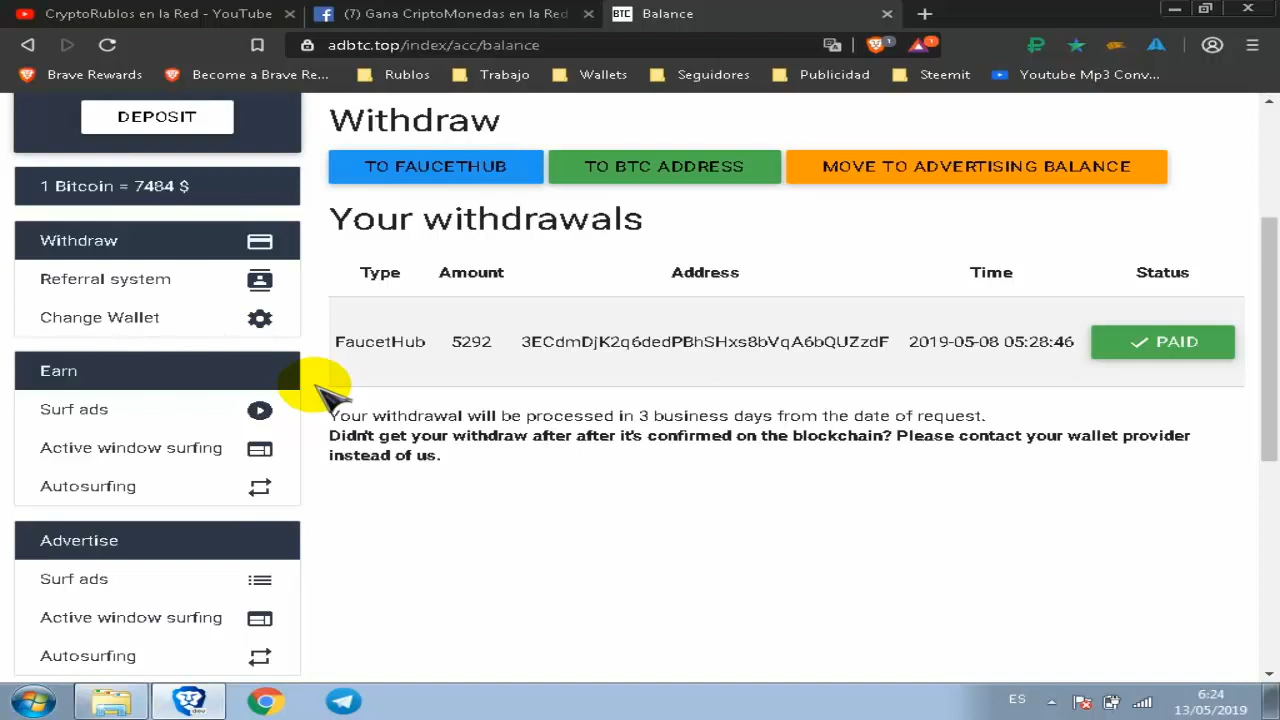 CryptoRublos en la Red - YouTube
(7) Gana CriptoMonedas en la Red
BTC Balance
adbtc.top/index/acc/balance
1
1
Brave Rewards
Become a Brave Re...
Rublos
Trabajo
Wallets
Seguidores
Publicidad
Steemit
Youtube Mp3 Conv...
DEPOSIT
1 Bitcoin = 7484 $
Withdraw
Referral system
Change Wallet
Earn
Surf ads
Active window surfing
Autosurfing
Advertise
Surf ads
Active window surfing
Autosurfing
Withdraw
TO FAUCETHUB
TO BTC ADDRESS
MOVE TO ADVERTISING BALANCE
Your withdrawals
Type Amount Address Time Status
FaucetHub 5292 3ECdmDjK2q6dedPBhSHxs8bVqA6bQUZzdF 2019-05-08 05:28:46 PAID
Your withdrawal will be processed in 3 business days from the date of request.
Didn't get your withdraw after after it's confirmed on the blockchain? Please contact your wallet provider
instead of us.
dev
ES
6:24
13/05/2019